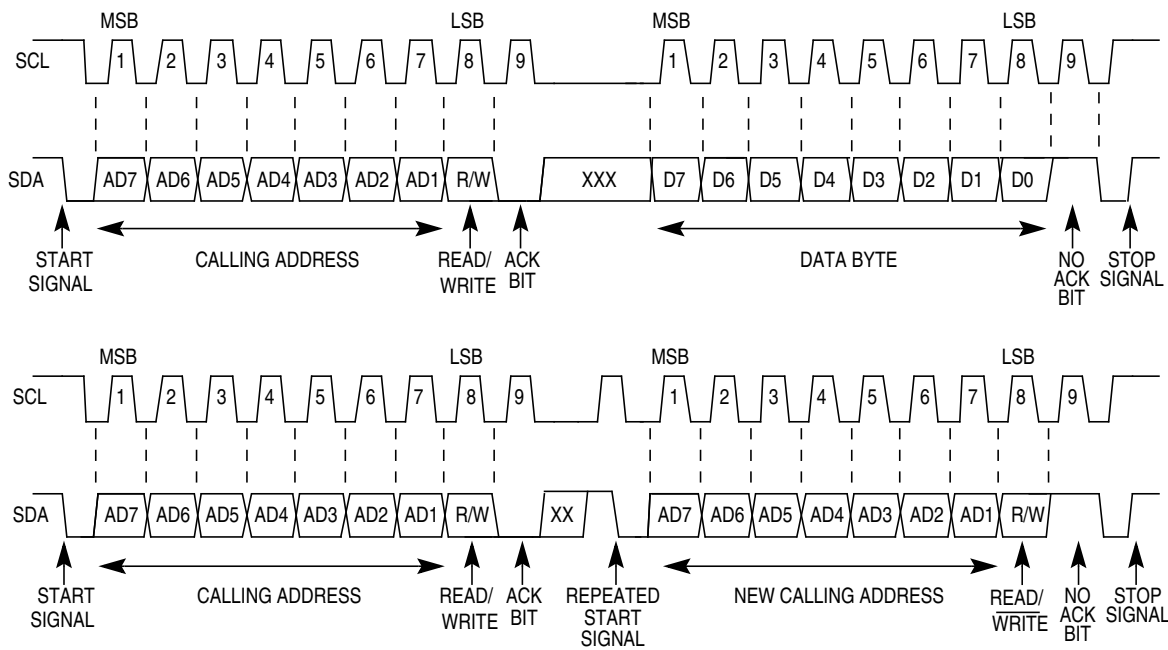 MSB LSB MSB LSB
SCL 1 2 3 4 5 6 7 8 9 1 2 3 4 5 6 7 8 9
SDA AD7 AD6 AD5 AD4 AD3 AD2 AD1 R/W XXX D7 D6 D5 D4 D3 D2 D1 D0
START SIGNAL
CALLING ADDRESS
READ/
WRITE
ACK
BIT
DATA BYTE
NO
ACK
BIT
STOP
SIGNAL
MSB LSB MSB LSB
SCL 1 2 3 4 5 6 7 8 9 1 2 3 4 5 6 7 8 9
SDA AD7 AD6 AD5 AD4 AD3 AD2 AD1 R/W XX AD7 AD6 AD5 AD4 AD3 AD2 AD1 R/W
START
SIGNAL
CALLING ADDRESS
READ/
WRITE
ACK
BIT
REPEATED
START
SIGNAL
NEW CALLING ADDRESS
READ/
WRITE
NO
ACK
BIT
STOP
SIGNAL